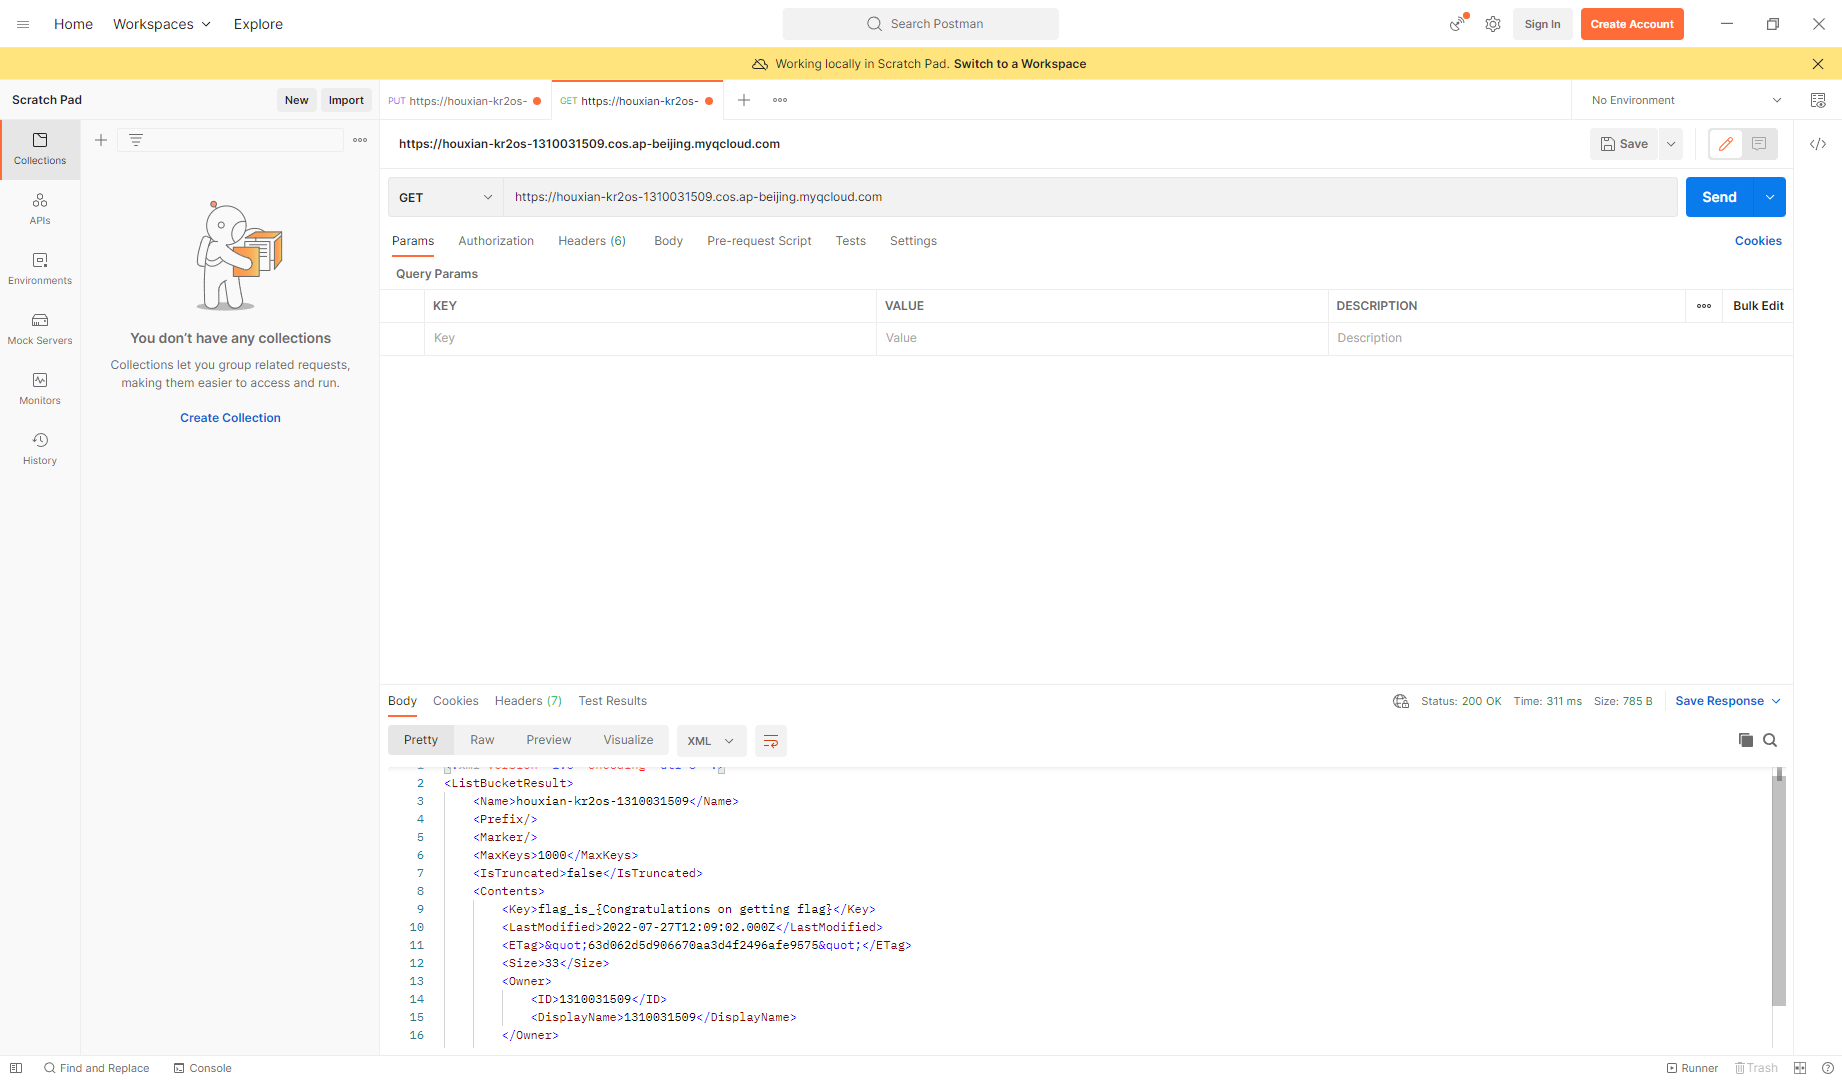 Home Workspaces Explore Search Postman Sign In Create Account
Working locally in Scratch Pad. Switch to a Workspace
Scratch Pad New Import PUT https://houxian-kr2os- GET https://houxian-kr2os- No Environment
Collections
APIs
Environments
Mock Servers
Monitors
History
You don't have any collections
Collections let you group related requests,
making them easier to access and run.
Create Collection
https://houxian-kr2os-1310031509.cos.ap-beijing.myqcloud.com Save
GET https://houxian-kr2os-1310031509.cos.ap-beijing.myqcloud.com Send
Params Authorization Headers (6) Body Pre-request Script Tests Settings Cookies
Query Params
KEY VALUE DESCRIPTION Bulk Edit
Key Value Description
Body Cookies Headers (7) Test Results Status: 200 OK Time: 311 ms Size: 785 B Save Response
Pretty Raw Preview Visualize XML
2 <ListBucketResult>
3 <Name>houxian-kr2os-1310031509</Name>
4 <Prefix/>
5 <Marker/>
6 <MaxKeys>1000</MaxKeys>
7 <IsTruncated>false</IsTruncated>
8 <Contents>
9 <Key>flag_is_{Congratulations on getting flag}</Key>
10 <LastModified>2022-07-27T12:09:02.000Z</LastModified>
11 <ETag>&quot;63d062d5d906670aa3d4f2496afe9575&quot;</ETag>
12 <Size>33</Size>
13 <Owner>
14 <ID>1310031509</ID>
15 <DisplayName>1310031509</DisplayName>
16 </Owner>
Find and Replace Console Runner Trash